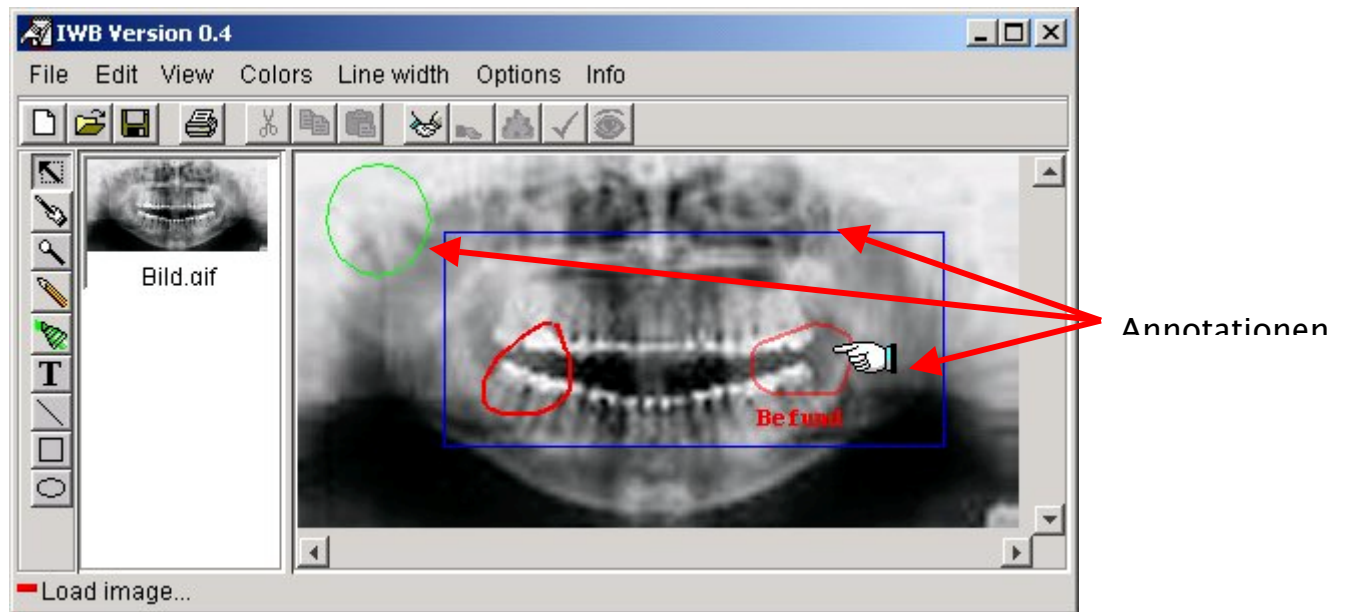 IWB Version 0.4
File Edit View Colors Line width Options Info
T
Bild.gif
Befund
Annotationen
Load image...